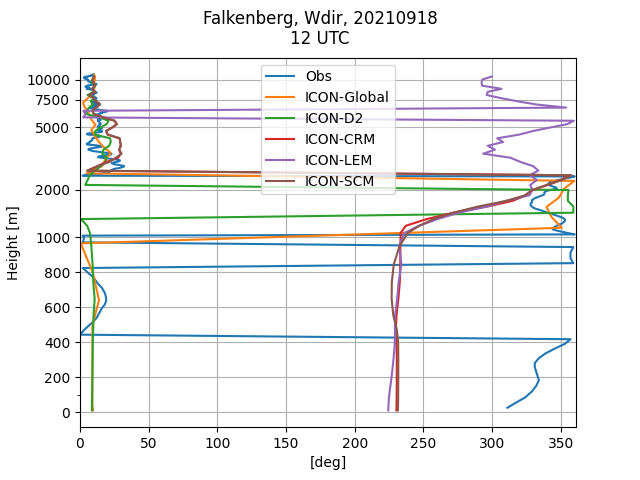 Falkenberg, Wdir, 20210918
12 UTC
Obs
ICON-Global
ICON-D2
ICON-CRM
ICON-LEM
ICON-SCM
10000
7500
5000
2000
1000
800
600
400
200
0
Height [m]
0 50 100 150 200 250 300 350
[deg]